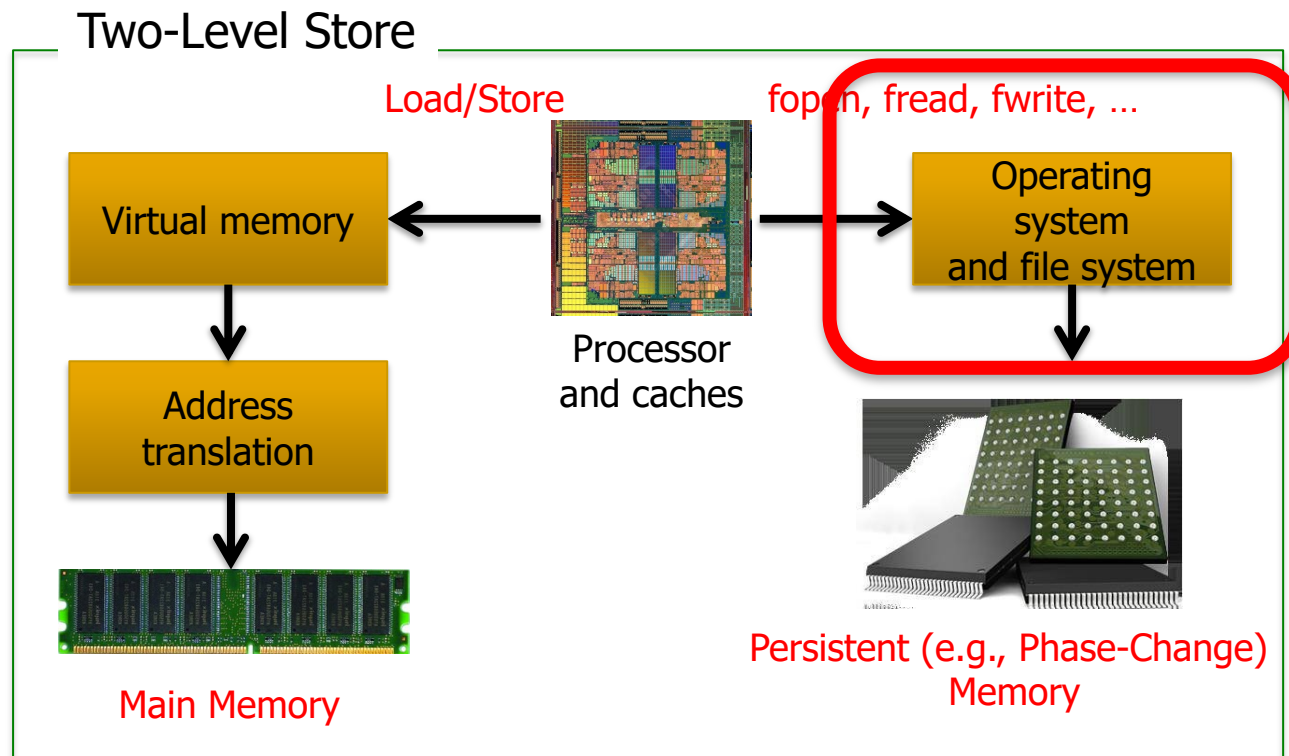 Two-Level Store
Load/Store
fopen, fread, fwrite, …
Virtual memory
Operating
system
and file system
Processor
and caches
Address
translation
Persistent (e.g., Phase-Change)
Memory
Main Memory